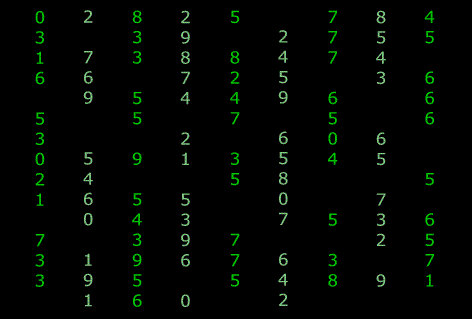 0 2 8 2 5 7 8 4
3 3 9 2 7 5 5
1 7 3 8 8 4 7 4
6 6 7 2 5 3 6
9 5 4 4 9 6 6
5 5 7 5 6
3 2 6 0 6
0 5 9 1 3 5 4 5
2 4 5 8 5
1 6 5 5 0 7
0 4 3 7 5 3 6
7 3 9 7 2 5
3 1 9 6 7 6 3 7
3 9 5 5 4 8 9 1
1 6 0 2